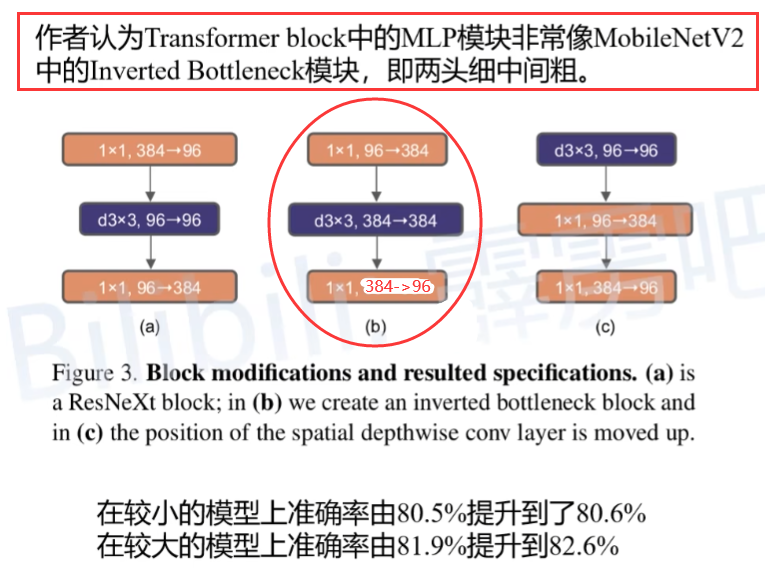 作者认为Transformer block中的MLP模块非常像MobileNetV2
中的Inverted Bottleneck模块，即两头细中间粗。
1×1, 384→96
1×1, 96→384
d3×3, 96→96
d3×3, 96→96
d3×3, 384→384
1×1, 96→384
1×1, 96→384
1×1, 384->96
1×1, 384→96
(a)
(b)
(c)
Bilibili 霹雳吧
Figure 3. Block modifications and resulted specifications. (a) is
a ResNeXt block; in (b) we create an inverted bottleneck block and
in (c) the position of the spatial depthwise conv layer is moved up.
在较小的模型上准确率由80.5%提升到了80.6%
在较大的模型上准确率由81.9%提升到82.6%